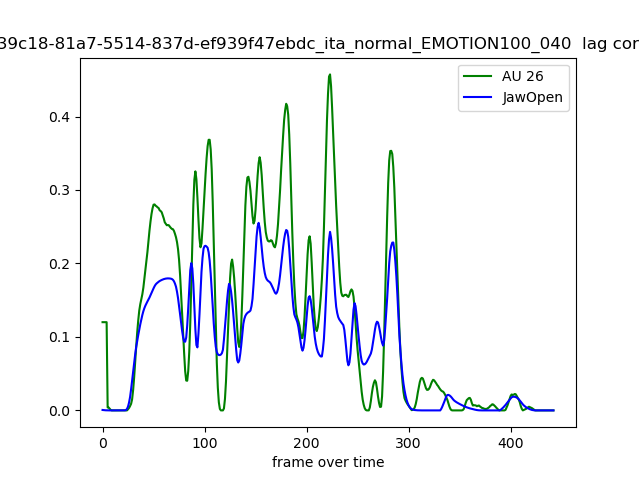 39c18-81a7-5514-837d-ef939f47ebdc_ita_normal_EMOTION100_040 lag cor
AU 26
JawOpen
0.4
0.3
0.2
0.1
0.0
0 100 200 300 400
frame over time